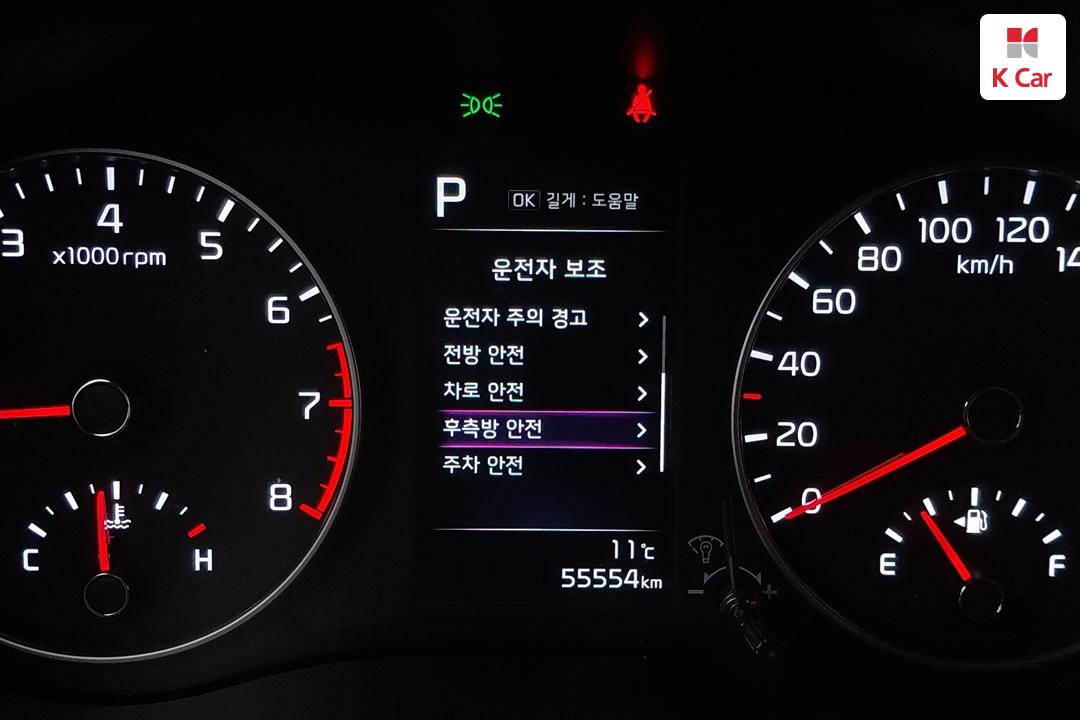 K Car
P
OK 길게 : 도움말
운전자 보조
운전자 주의 경고
전방 안전
차로 안전
후측방 안전
주차 안전
11℃
55554km
3 4 5 6 7 8
x1000rpm
C H
0 20 40 60 80 100 120 14
km/h
E F